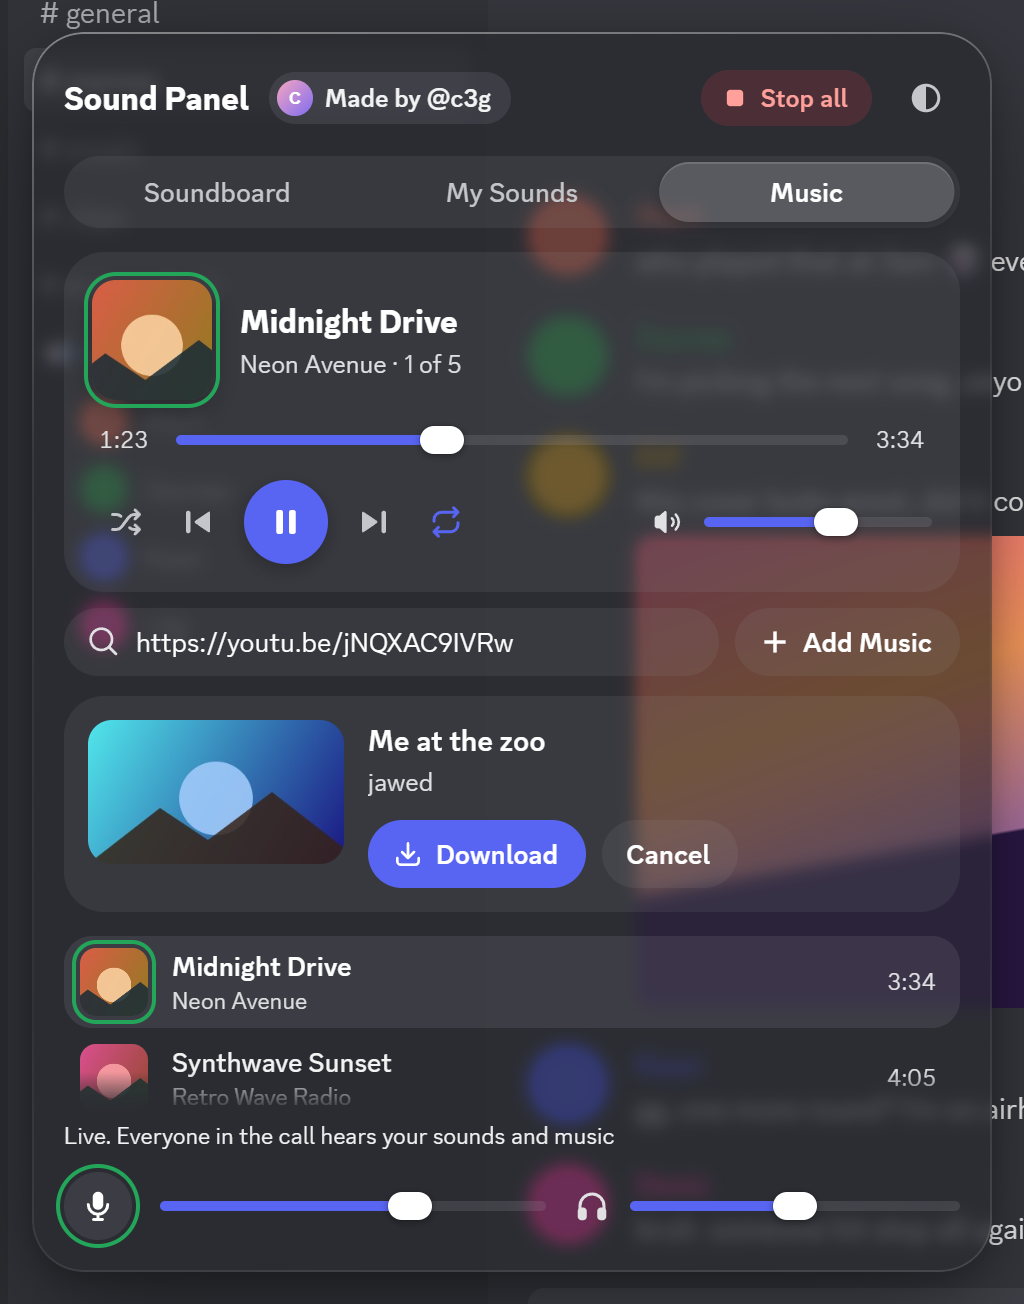 # general
Sound Panel
C
Made by @c3g
Stop all
Soundboard
My Sounds
Music
Midnight Drive
Neon Avenue · 1 of 5
1:23
3:34
https://youtu.be/jNQXAC9IVRw
Add Music
Me at the zoo
jawed
Download
Cancel
Midnight Drive
Neon Avenue
3:34
Synthwave Sunset
Retro Wave Radio
4:05
Live. Everyone in the call hears your sounds and music